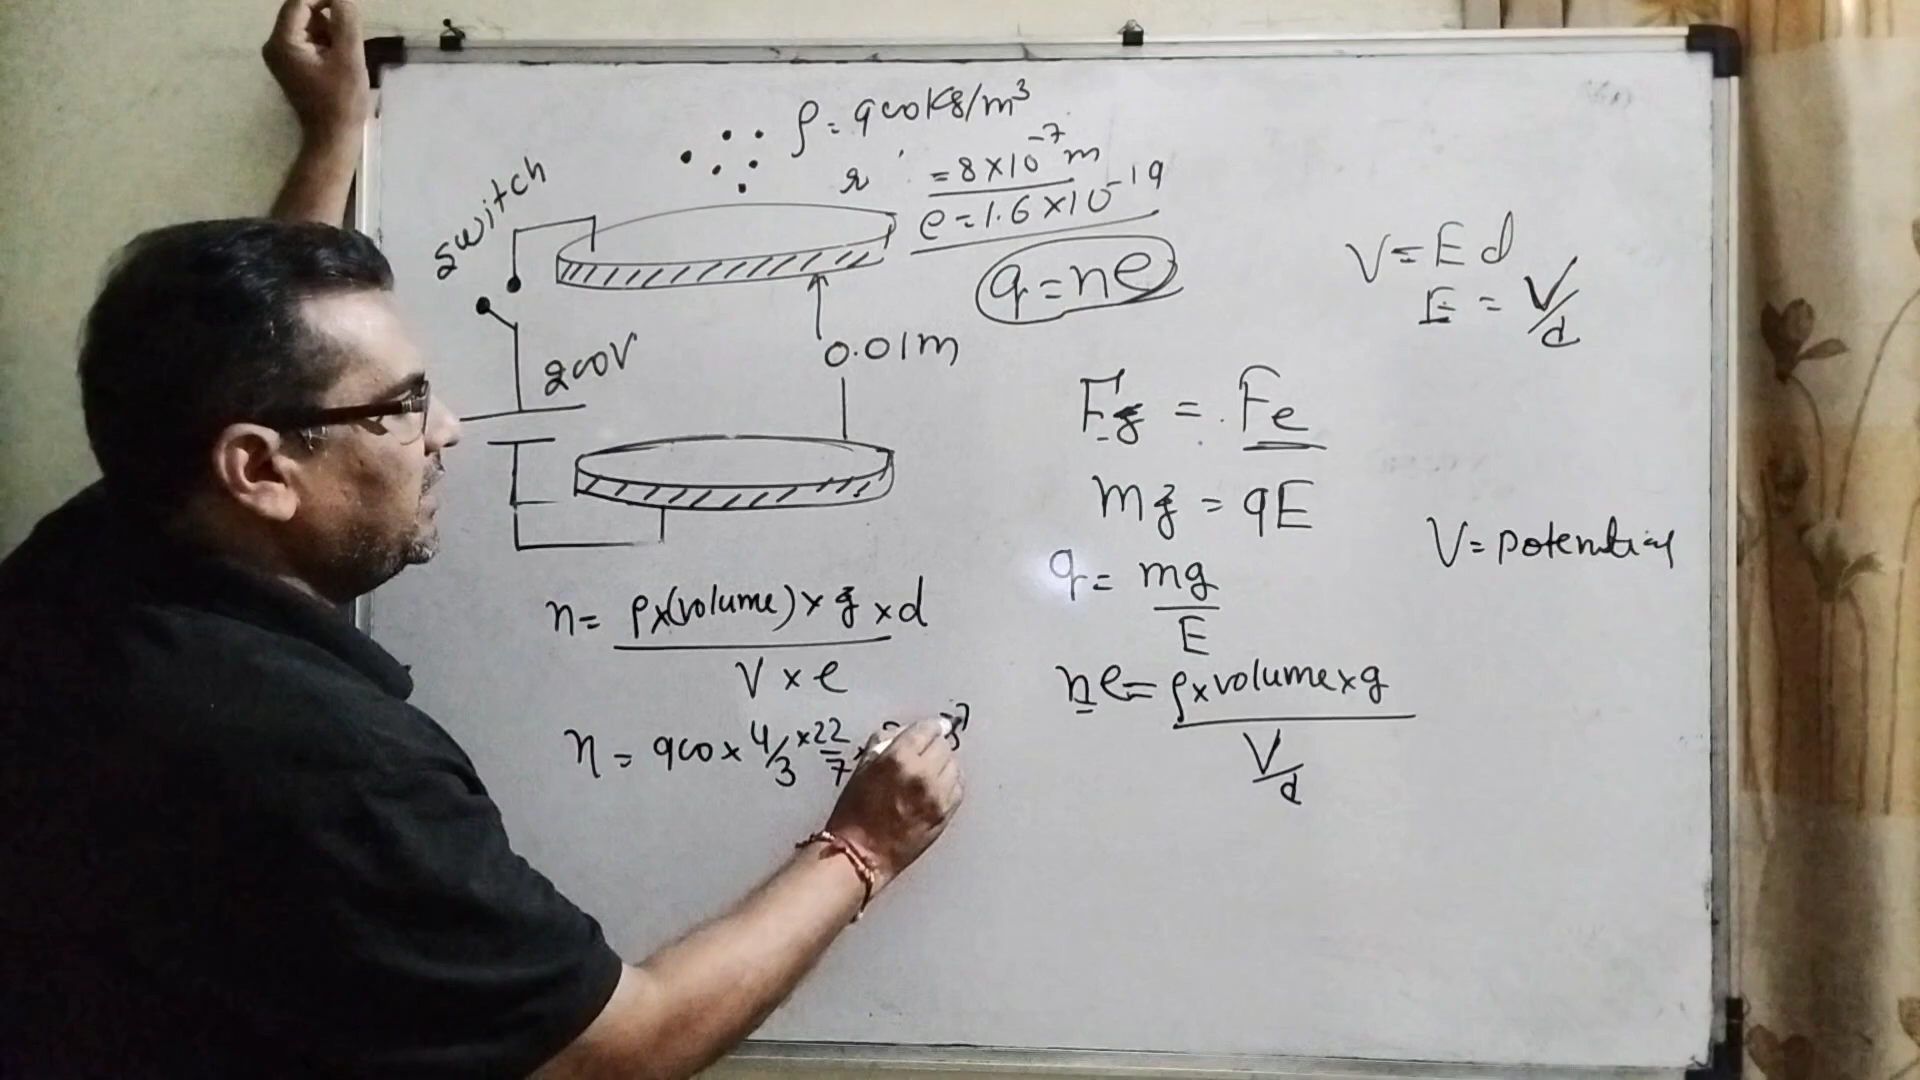 ρ = 900 Kg/m³
r = 8×10⁻⁷ m
e = 1.6×10⁻¹⁹
q = ne
switch
200V
0.01m
V = Ed
E = V/d
Fg = Fe
mg = qE
q = mg/E
ne = ρ×volume×g / V/d
V = potential
n = ρ×(volume)×g×d / V×e
n = 900 × 4/3 × 22/7 ×